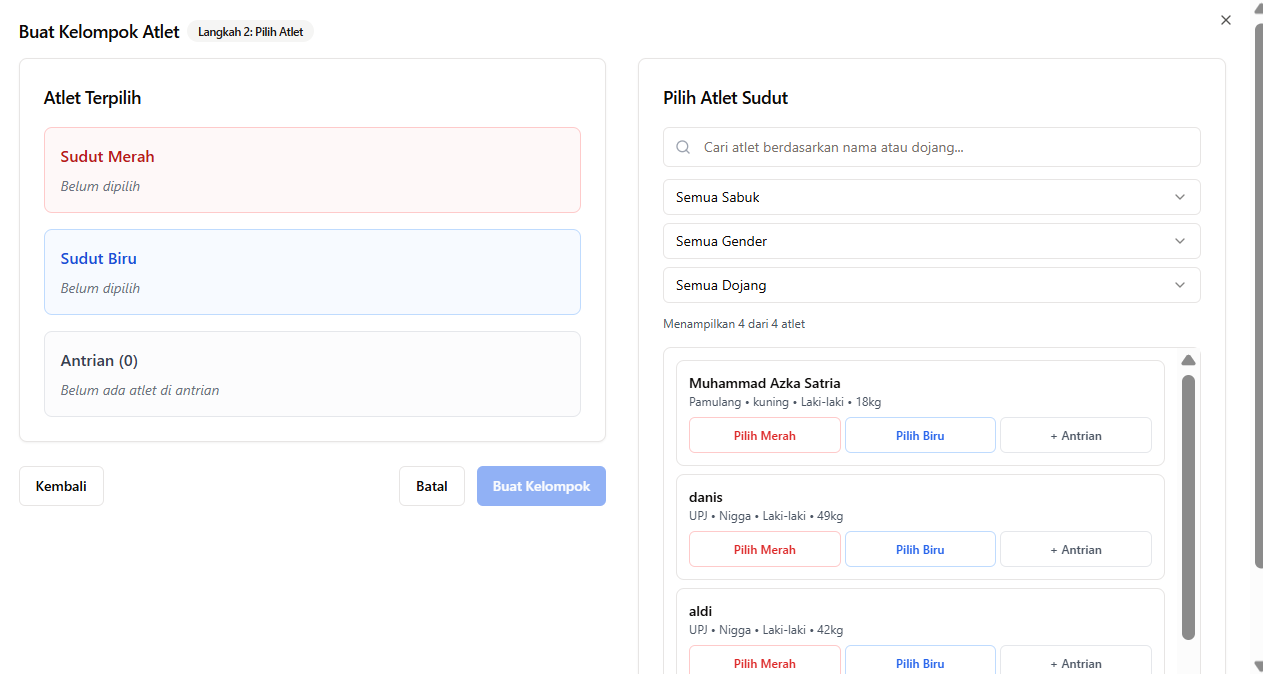 Buat Kelompok Atlet
Langkah 2: Pilih Atlet
Atlet Terpilih
Sudut Merah
Belum dipilih
Sudut Biru
Belum dipilih
Antrian (0)
Belum ada atlet di antrian
Kembali
Batal
Buat Kelompok
Pilih Atlet Sudut
Cari atlet berdasarkan nama atau dojang...
Semua Sabuk
Semua Gender
Semua Dojang
Menampilkan 4 dari 4 atlet
Muhammad Azka Satria
Pamulang • kuning • Laki-laki • 18kg
Pilih Merah
Pilih Biru
+ Antrian
danis
UPJ • Nigga • Laki-laki • 49kg
Pilih Merah
Pilih Biru
+ Antrian
aldi
UPJ • Nigga • Laki-laki • 42kg
Pilih Merah
Pilih Biru
+ Antrian